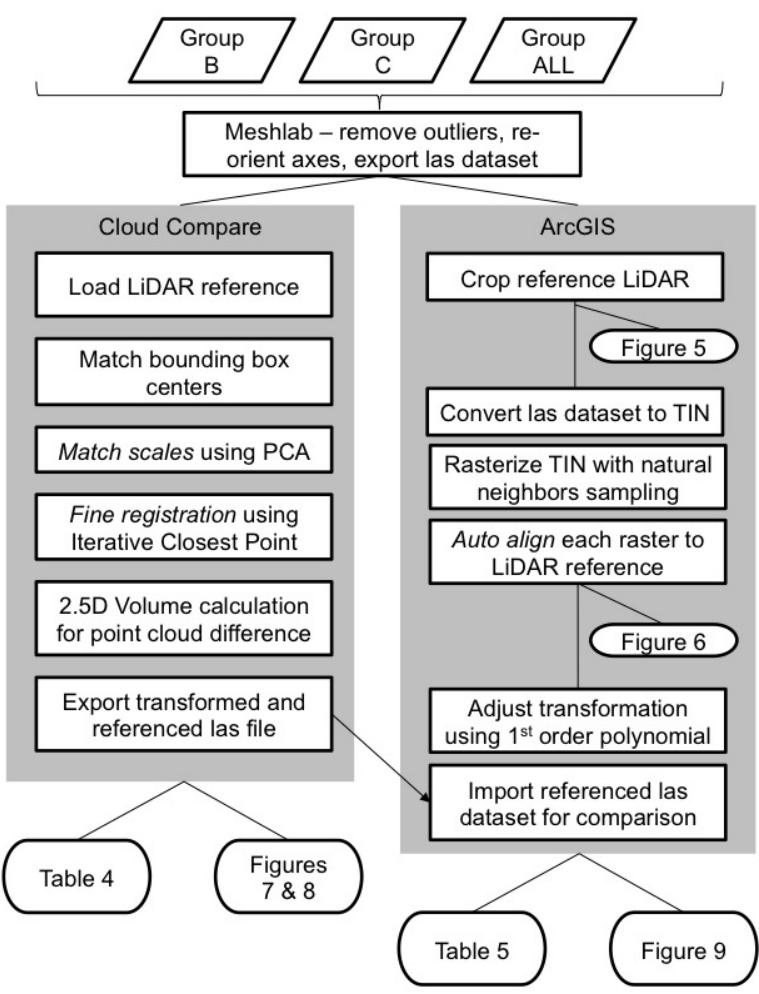 Group
B
Group
C
Group
ALL
Meshlab – remove outliers, re-
orient axes, export las dataset
Cloud Compare
Load LiDAR reference
Match bounding box
centers
Match scales using PCA
Fine registration using
Iterative Closest Point
2.5D Volume calculation
for point cloud difference
Export transformed and
referenced las file
Table 4
Figures
7 & 8
ArcGIS
Crop reference LiDAR
Figure 5
Convert las dataset to TIN
Rasterize TIN with natural
neighbors sampling
Auto align each raster to
LiDAR reference
Figure 6
Adjust transformation
using 1st order polynomial
Import referenced las
dataset for comparison
Table 5
Figure 9